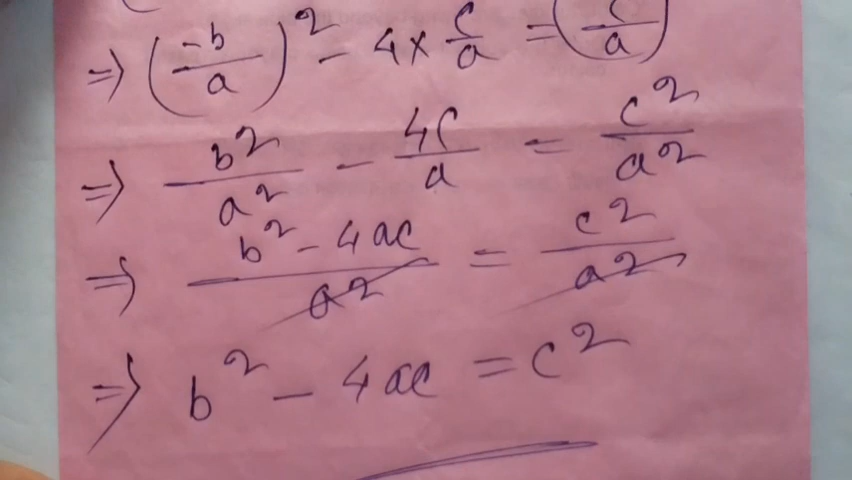 ⇒ (-b/a)² - 4 × c/a = (c/a)
⇒ b²/a² - 4c/a = c²/a²
⇒ b² - 4ac/a² = c²/a²
⇒ b² - 4ac = c²